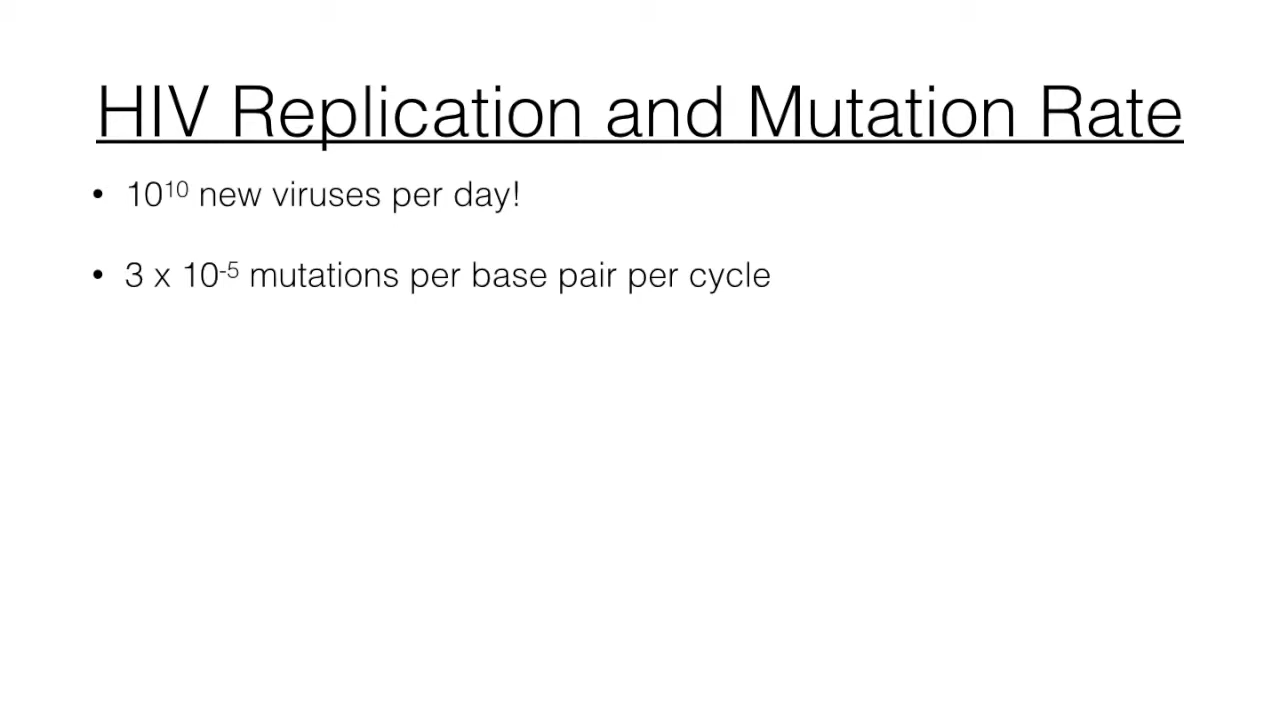 HIV Replication and Mutation Rate
• 10¹⁰ new viruses per day!
• 3 x 10⁻⁵ mutations per base pair per cycle